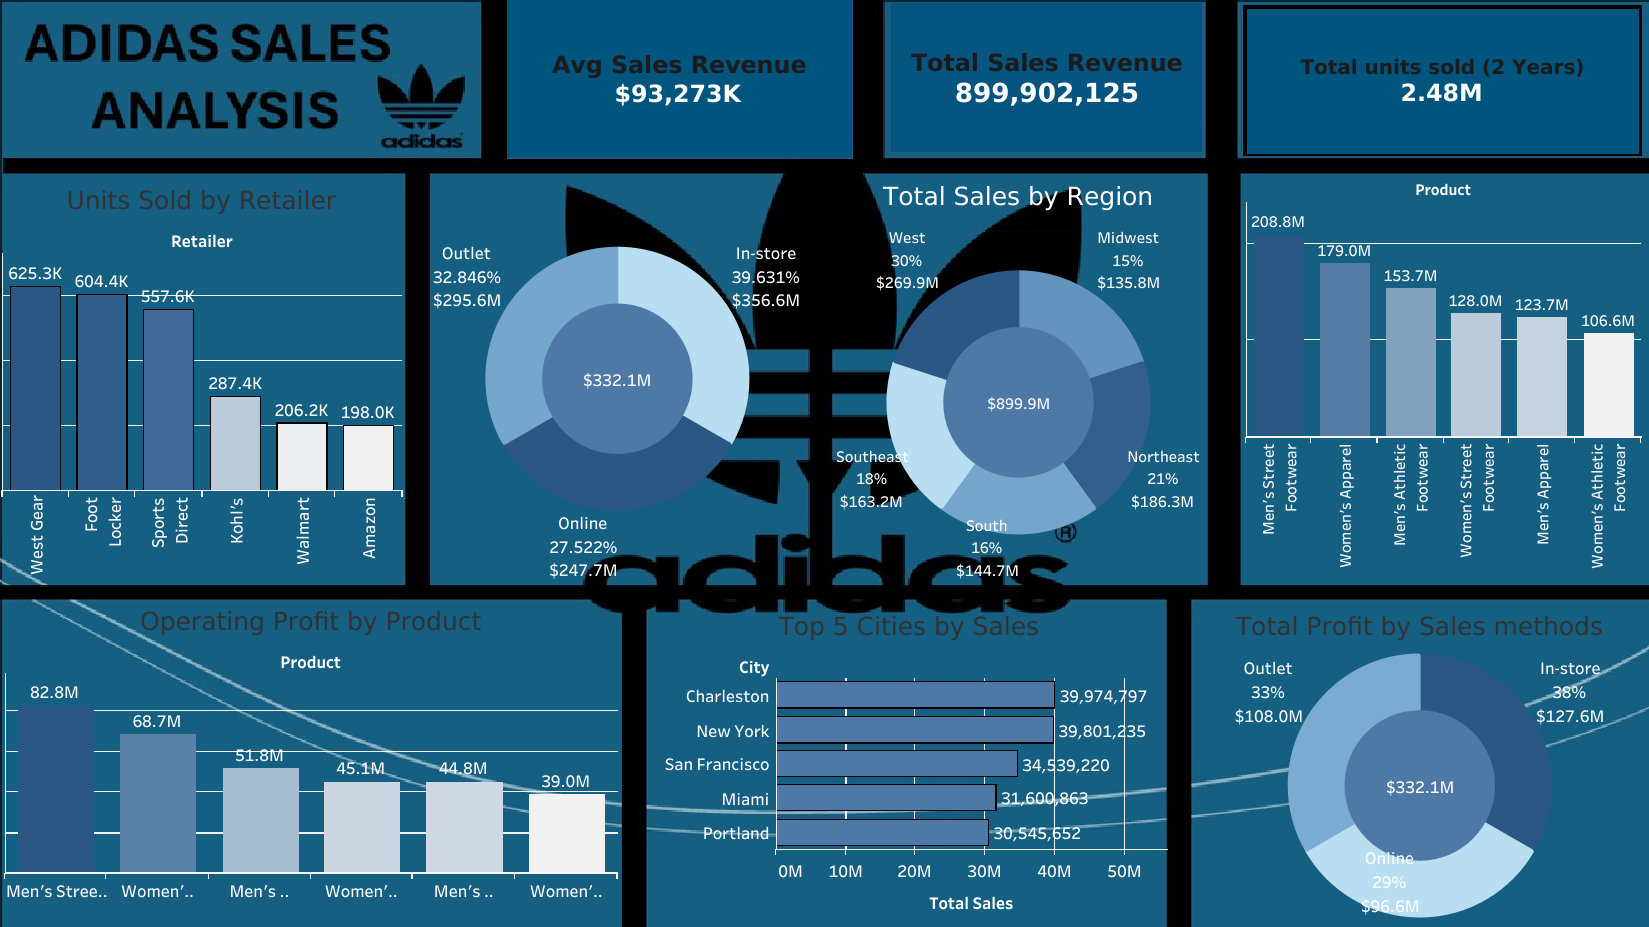 ADIDAS SALES
ANALYSIS
adidas
Avg Sales Revenue
$93,273K
Total Sales Revenue
899,902,125
Total units sold (2 Years)
2.48M
Units Sold by Retailer
Retailer
625.3K
604.4K
557.6K
287.4K
206.2K
198.0K
West Gear
Foot
Locker
Sports
Direct
Kohl’s
Walmart
Amazon
Outlet
32.846%
$295.6M
In-store
39.631%
$356.6M
$332.1M
Online
27.522%
$247.7M
Total Sales by Region
West
30%
$269.9M
Midwest
15%
$135.8M
$899.9M
Southeast
18%
$163.2M
Northeast
21%
$186.3M
South
16%
$144.7M
®
adidas
Product
208.8M
179.0M
153.7M
128.0M
123.7M
106.6M
Men’s Street
Footwear
Women’s Apparel
Men’s Athletic
Footwear
Women’s Street
Footwear
Men’s Apparel
Women’s Athletic
Footwear
Operating Profit by Product
Product
82.8M
68.7M
51.8M
45.1M
44.8M
39.0M
Men’s Stree..
Women’..
Men’s ..
Women’..
Men’s ..
Women’..
Top 5 Cities by Sales
City
Charleston 39,974,797
New York 39,801,235
San Francisco 34,539,220
Miami 31,600,863
Portland 30,545,652
0M 10M 20M 30M 40M 50M
Total Sales
Total Profit by Sales methods
Outlet
33%
$108.0M
In-store
38%
$127.6M
$332.1M
Online
29%
$96.6M